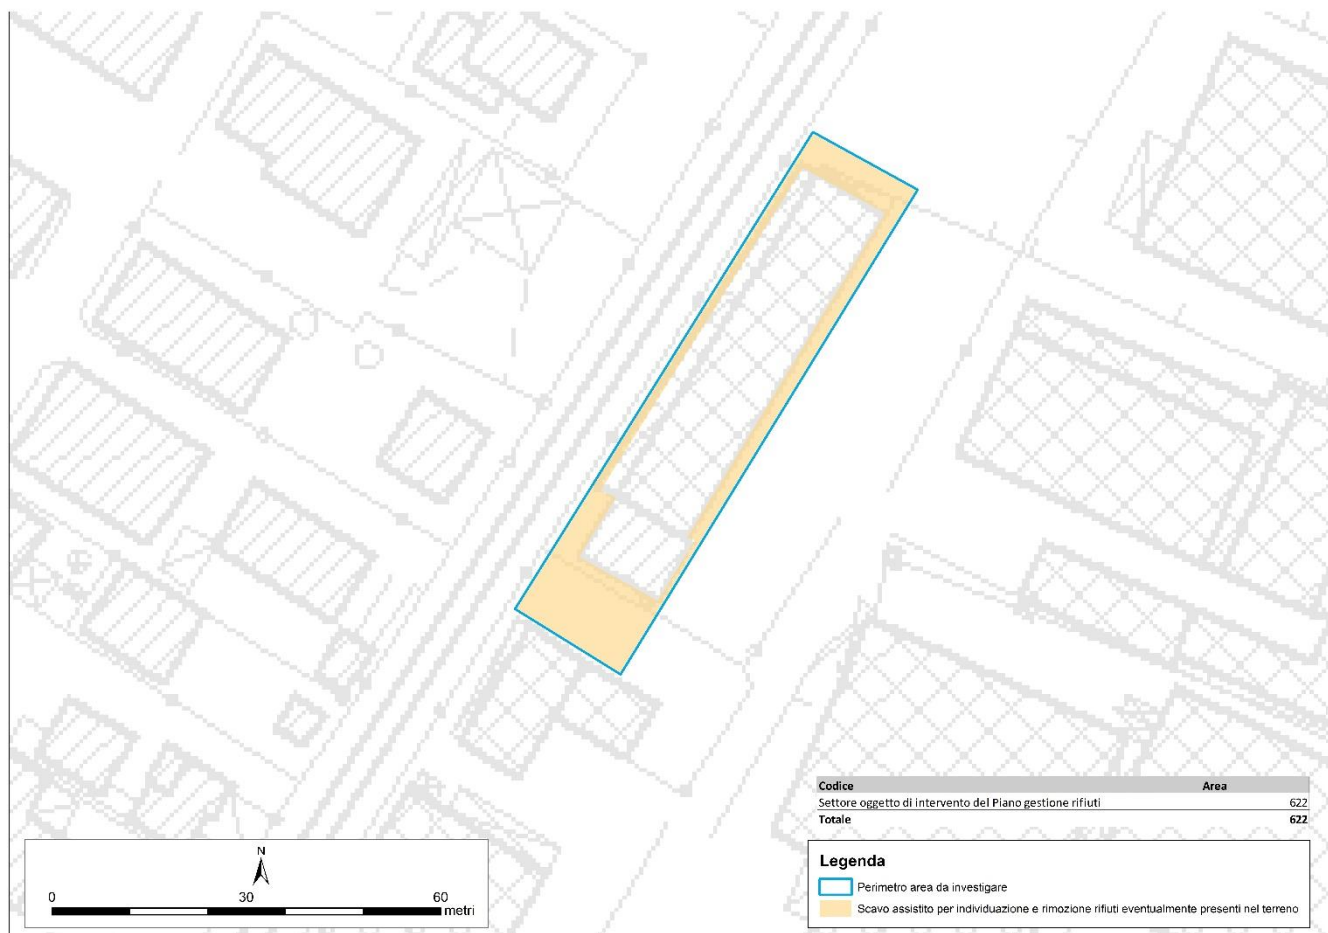 Codice Area
Settore oggetto di intervento del Piano gestione rifiuti 622
Totale 622
N
0 30 60
metri
Legenda
Perimetro area da investigare
Scavo assistito per individuazione e rimozione rifiuti eventualmente presenti nel terreno